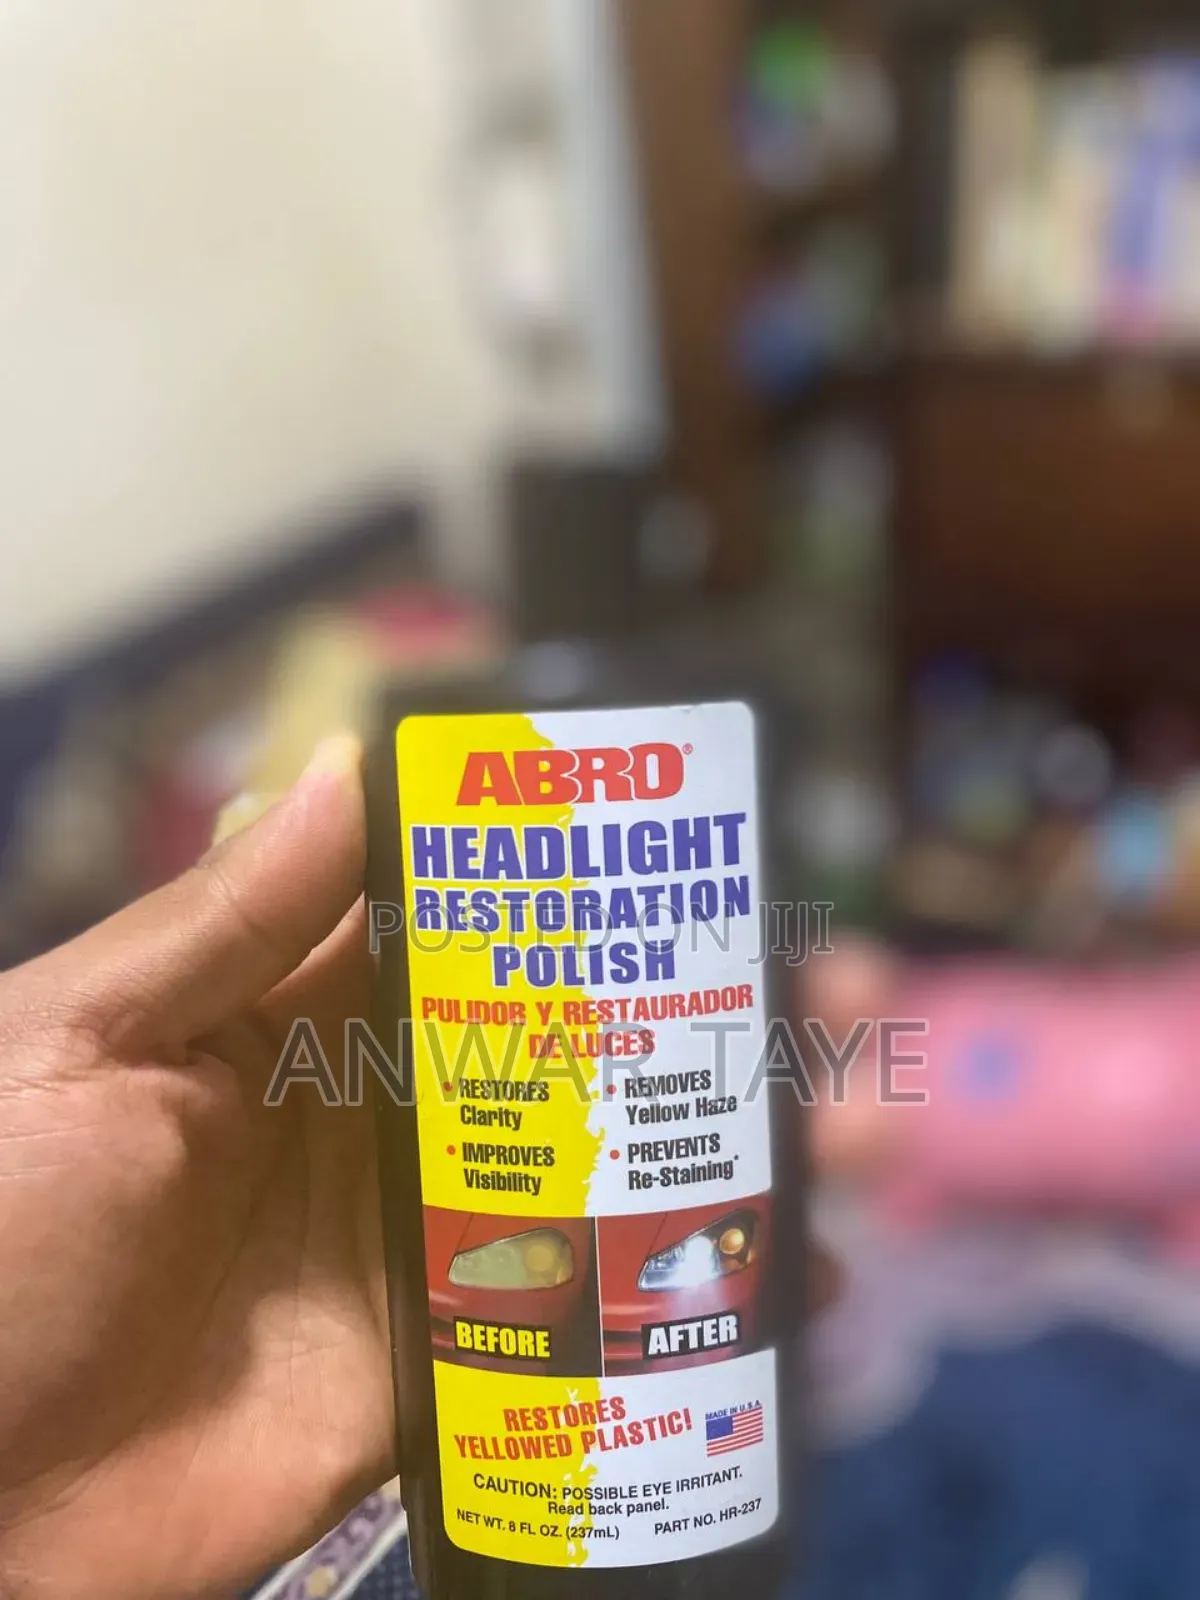 ABRO®
HEADLIGHT
RESTORATION
POLISH
POSTED ON JIJI
PULIDOR Y RESTAURADOR
DE LUCES
ANWAR TAYE
• RESTORES
Clarity
• REMOVES
Yellow Haze
• IMPROVES
Visibility
• PREVENTS
Re-Staining*
BEFORE
AFTER
RESTORES
YELLOWED PLASTIC!
MADE IN U.S.A.
CAUTION: POSSIBLE EYE IRRITANT.
Read back panel.
NET WT. 8 FL OZ. (237mL) PART NO. HR-237